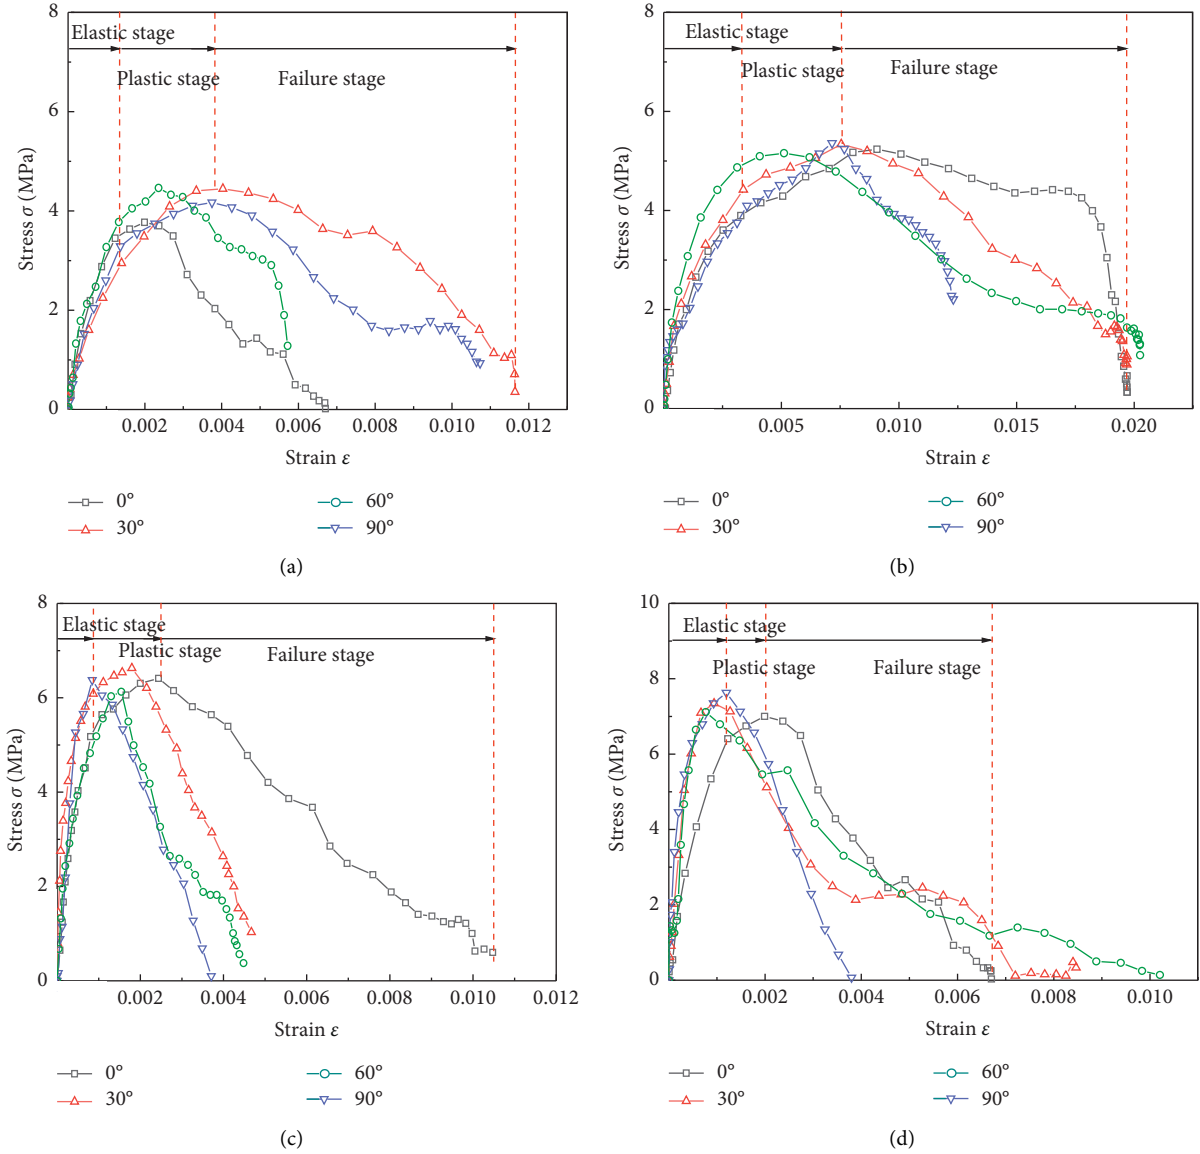 8
Elastic stage
Plastic stage
Failure stage
6
4
2
0
Stress σ (MPa)
0.002 0.004 0.006 0.008 0.010 0.012
Strain ε
0°
60°
30°
90°
(a)
8
Elastic stage
Plastic stage
Failure stage
6
4
2
0
Stress σ (MPa)
0.005 0.010 0.015 0.020
Strain ε
0°
60°
30°
90°
(b)
8
Elastic stage
Plastic stage
Failure stage
6
4
2
0
Stress σ (MPa)
0.002 0.004 0.006 0.008 0.010 0.012
Strain ε
0°
60°
30°
90°
(c)
10
Elastic stage
Plastic stage
Failure stage
8
6
4
2
0
Stress σ (MPa)
0.002 0.004 0.006 0.008 0.010
Strain ε
0°
60°
30°
90°
(d)